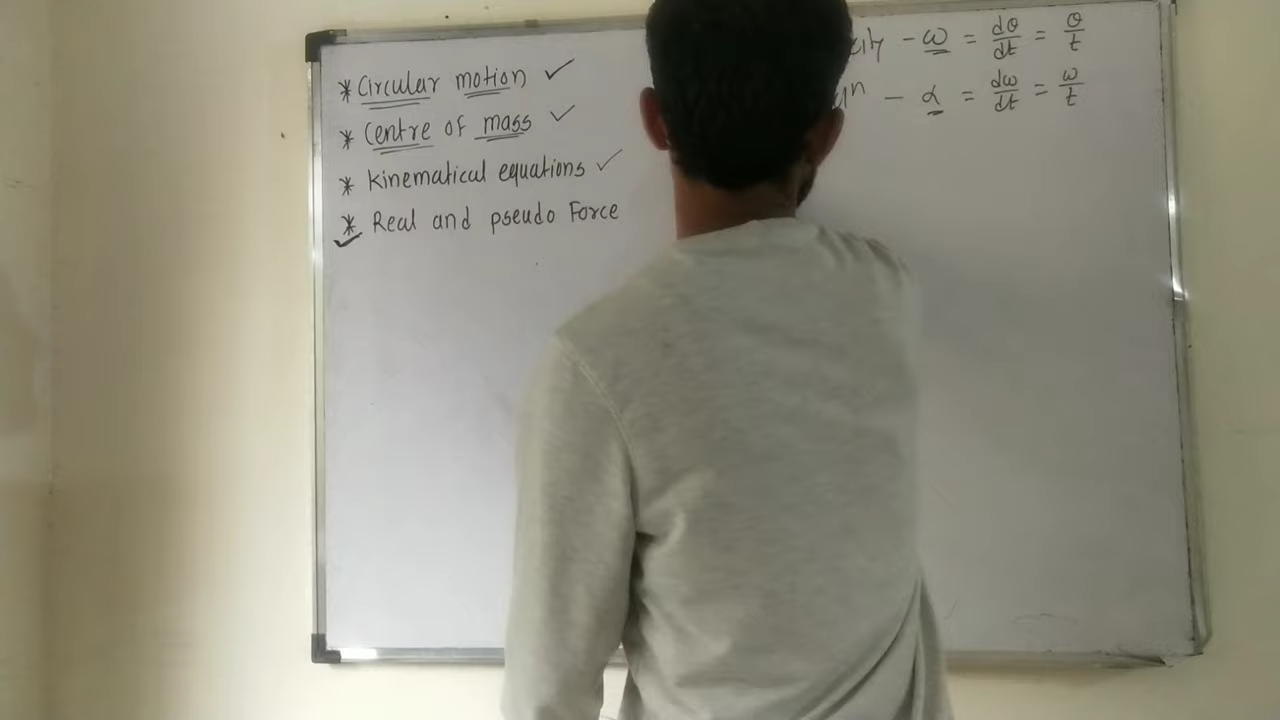 * Circular motion ✓
* Centre of mass ✓
* Kinematical equations ✓
* Real and pseudo Force
- ω = dθ/dt = θ/t
- α = dω/dt = ω/t